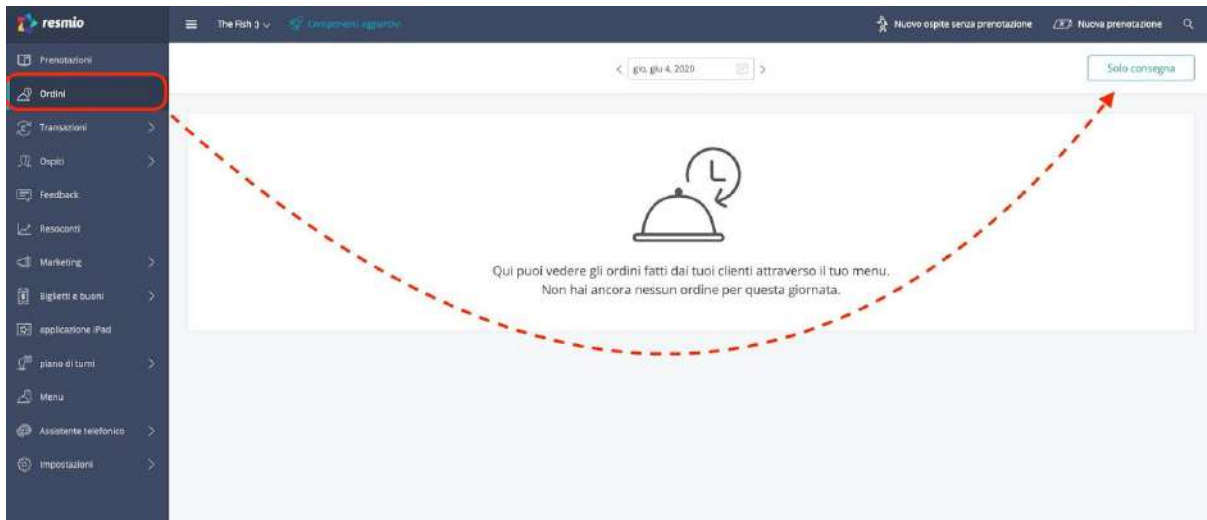 resmio
The Fish :) Componenti aggiuntivi
Nuovo ospite senza prenotazione
Nuova prenotazione
Prenotazioni
gio, giu 4, 2020
Solo consegna
Ordini
Transazioni
Ospiti
Feedback
Resoconti
Marketing
Biglietti e buoni
applicazione iPad
piano di turni
Menu
Assistente telefonico
Impostazioni
Qui puoi vedere gli ordini fatti dai tuoi clienti attraverso il tuo menu.
Non hai ancora nessun ordine per questa giornata.